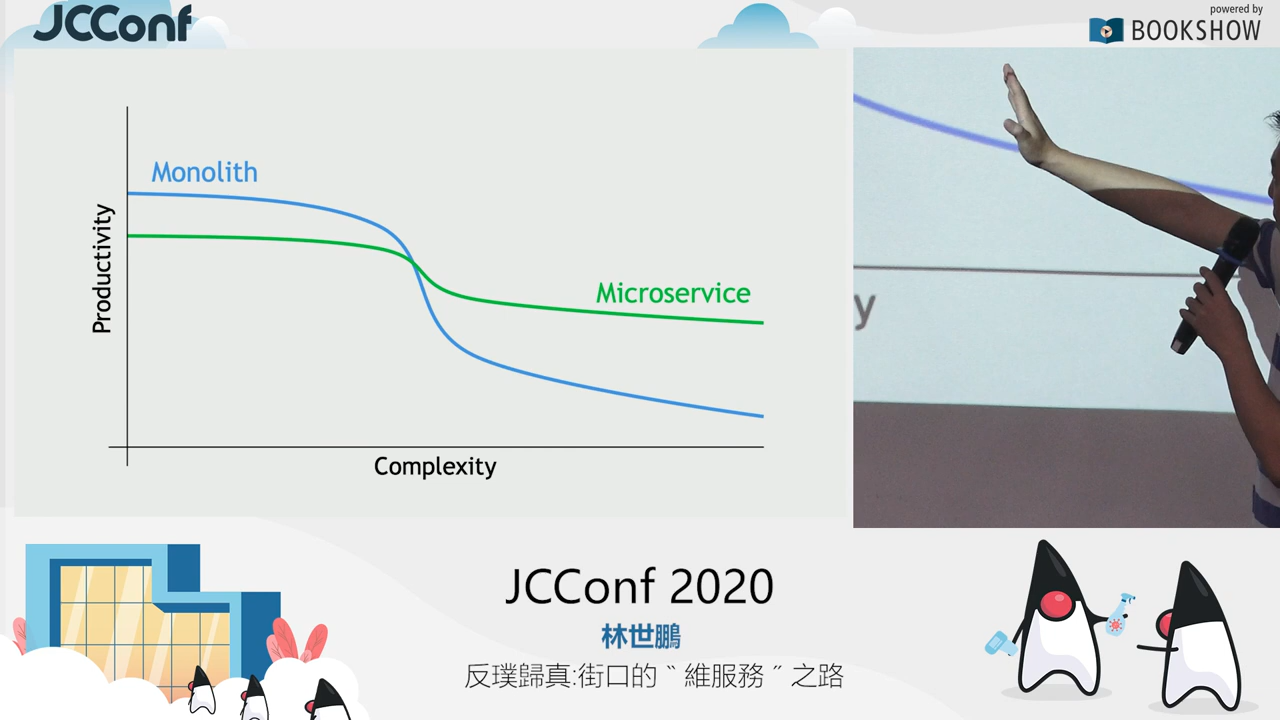 JCConf
powered by
BOOKSHOW
Monolith
Microservice
Productivity
Complexity
y
JCConf 2020
林世鵬
反璞歸真:街口的〝維服務〞之路